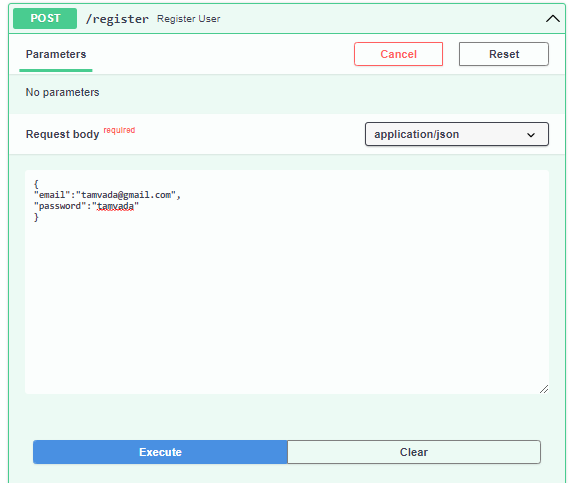 POST /register Register User
Parameters Cancel Reset
No parameters
Request body required application/json
{
"email":"tamvada@gmail.com",
"password":"tamvada"
}
Execute Clear